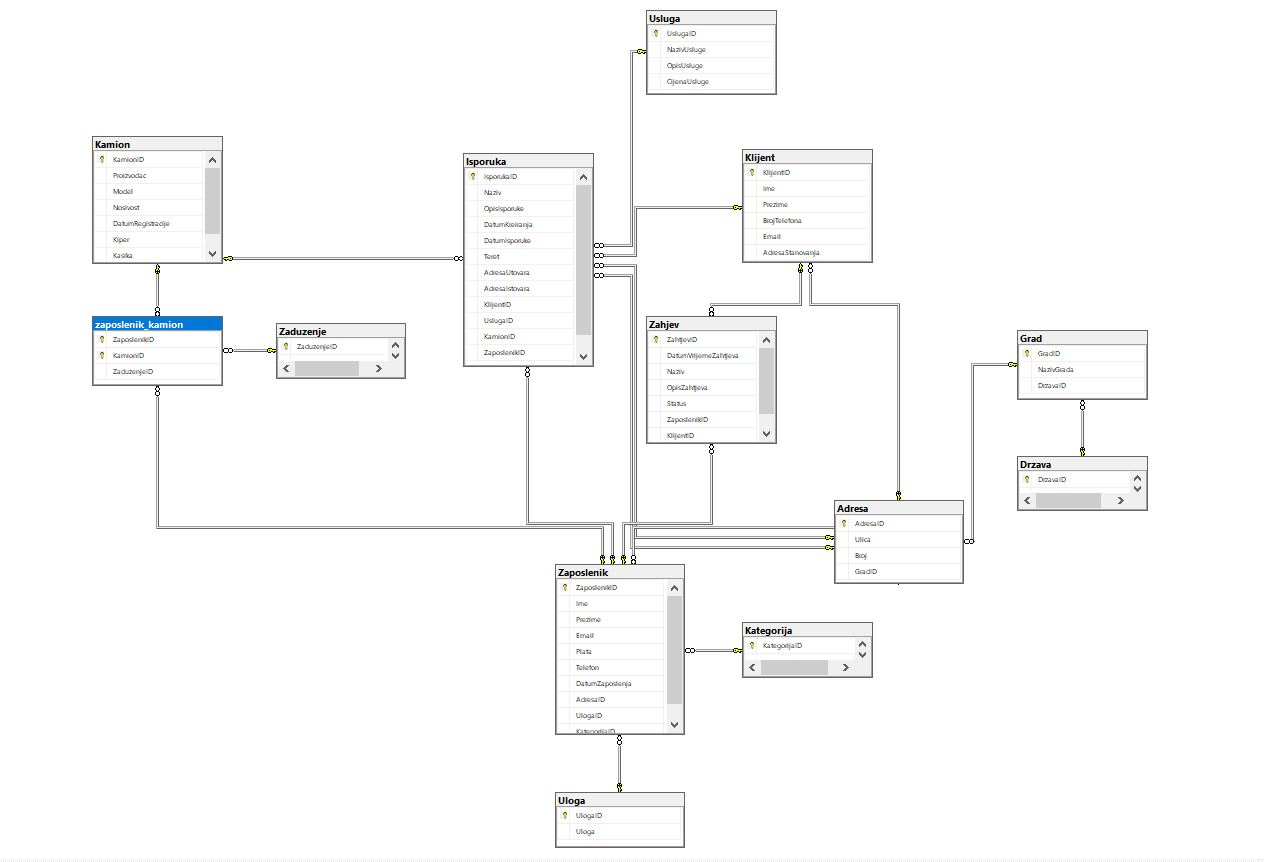 Usluga
UslugaID
NazivUsluge
OpisUsluge
CijenaUsluge
Kamion
KamionID
Proizvodac
Model
Nosivost
DatumRegistracije
Kiper
Kasika
Isporuka
IsporukaID
Naziv
OpisIsporuke
DatumKreiranja
DatumIsporuke
Teret
AdresaUtovara
AdresaIstovara
KlijentID
UslugaID
KamionID
ZaposlenikID
Klijent
KlijentID
Ime
Prezime
BrojTelefona
Email
AdresaStanovanja
zaposlenik_kamion
ZaposlenikID
KamionID
ZaduzenjeID
Zaduzenje
ZaduzenjeID
Zahjev
ZahtjevID
DatumVrijemeZahtjeva
Naziv
OpisZahtjeva
Status
ZaposlenikID
KlijentID
Grad
GradID
NazivGrada
DrzavaID
Drzava
DrzavaID
Adresa
AdresaID
Ulica
Broj
GradID
Zaposlenik
ZaposlenikID
Ime
Prezime
Email
Plata
Telefon
DatumZaposlenja
AdresaID
UlogaID
KategorijaID
Kategorija
KategorijaID
Uloga
UlogaID
Uloga